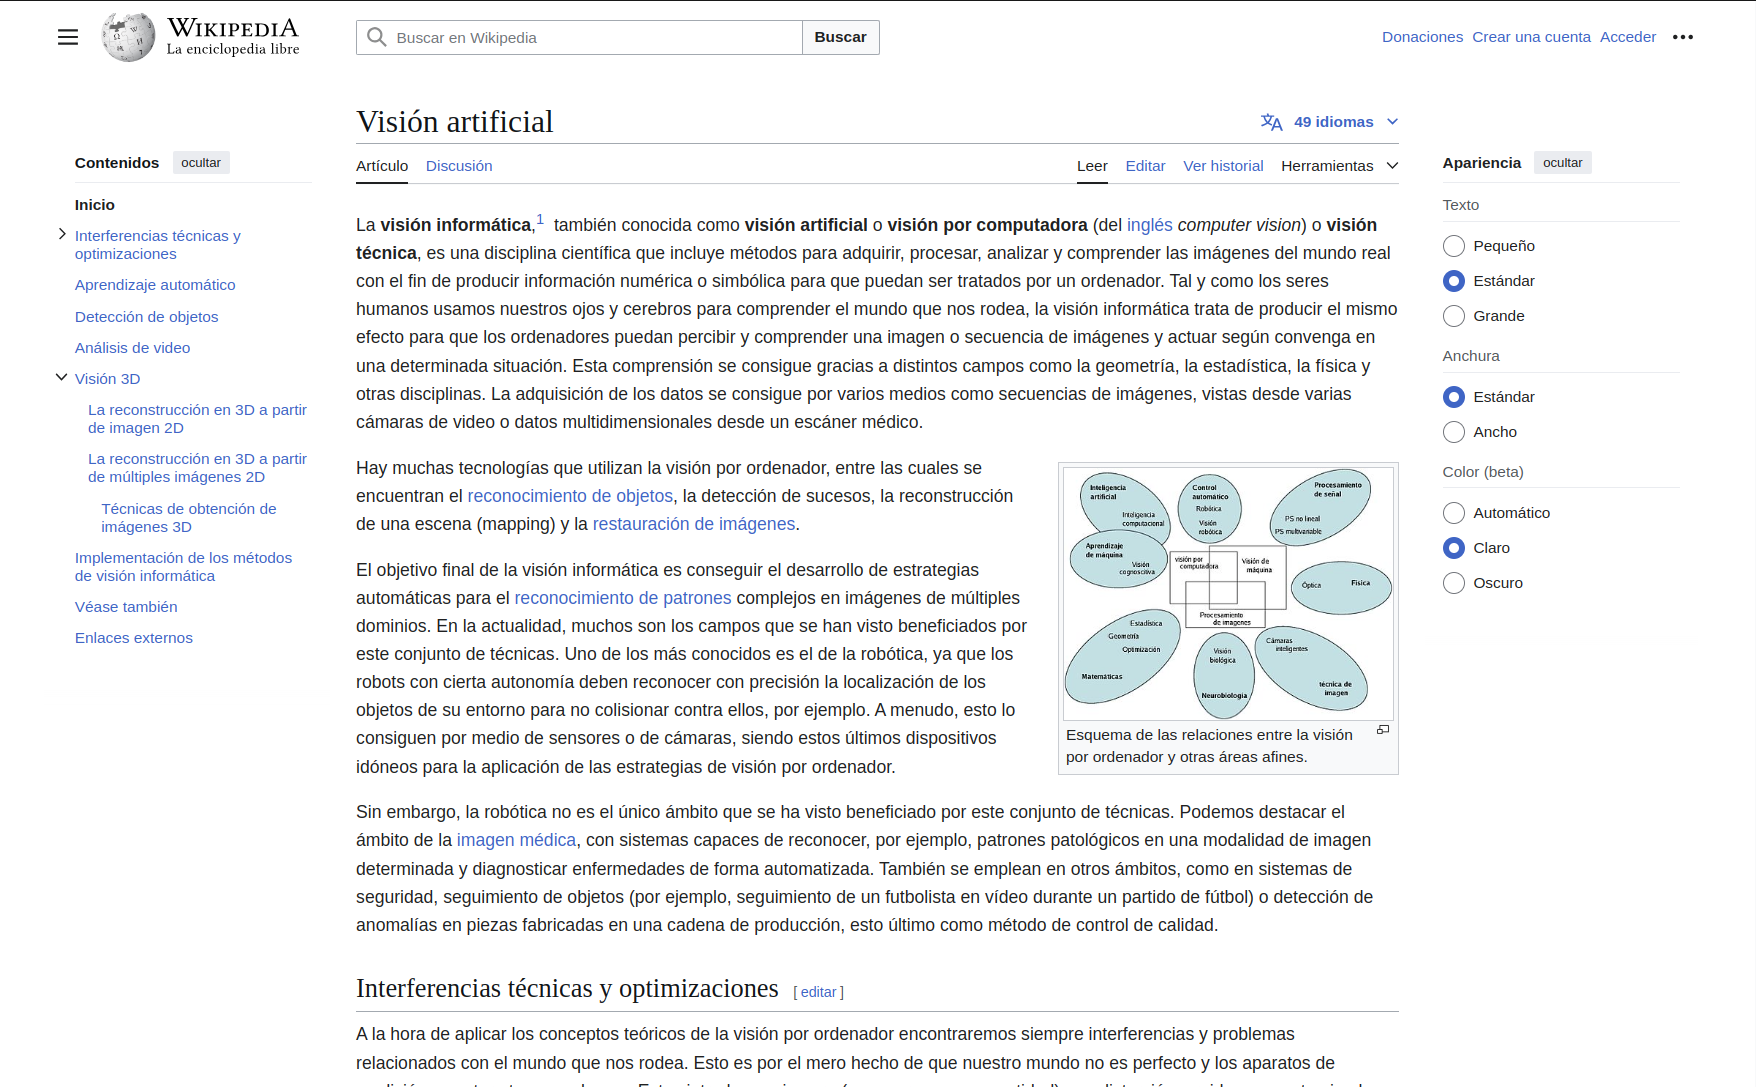 WIKIPEDIA
La enciclopedia libre
Buscar en Wikipedia
Buscar
Donaciones Crear una cuenta Acceder
Visión artificial
49 idiomas
Artículo Discusión
Leer Editar Ver historial Herramientas
Contenidos ocultar
Inicio
Interferencias técnicas y
optimizaciones
Aprendizaje automático
Detección de objetos
Análisis de video
Visión 3D
La reconstrucción en 3D a partir
de imagen 2D
La reconstrucción en 3D a partir
de múltiples imágenes 2D
Técnicas de obtención de
imágenes 3D
Implementación de los métodos
de visión informática
Véase también
Enlaces externos
La visión informática,1 también conocida como visión artificial o visión por computadora (del inglés computer vision) o visión
técnica, es una disciplina científica que incluye métodos para adquirir, procesar, analizar y comprender las imágenes del mundo real
con el fin de producir información numérica o simbólica para que puedan ser tratados por un ordenador. Tal y como los seres
humanos usamos nuestros ojos y cerebros para comprender el mundo que nos rodea, la visión informática trata de producir el mismo
efecto para que los ordenadores puedan percibir y comprender una imagen o secuencia de imágenes y actuar según convenga en
una determinada situación. Esta comprensión se consigue gracias a distintos campos como la geometría, la estadística, la física y
otras disciplinas. La adquisición de los datos se consigue por varios medios como secuencias de imágenes, vistas desde varias
cámaras de video o datos multidimensionales desde un escáner médico.
Hay muchas tecnologías que utilizan la visión por ordenador, entre las cuales se
encuentran el reconocimiento de objetos, la detección de sucesos, la reconstrucción
de una escena (mapping) y la restauración de imágenes.
El objetivo final de la visión informática es conseguir el desarrollo de estrategias
automáticas para el reconocimiento de patrones complejos en imágenes de múltiples
dominios. En la actualidad, muchos son los campos que se han visto beneficiados por
este conjunto de técnicas. Uno de los más conocidos es el de la robótica, ya que los
robots con cierta autonomía deben reconocer con precisión la localización de los
objetos de su entorno para no colisionar contra ellos, por ejemplo. A menudo, esto lo
consiguen por medio de sensores o de cámaras, siendo estos últimos dispositivos
idóneos para la aplicación de las estrategias de visión por ordenador.
Inteligencia
artificial
Inteligencia
computacional
Control
automático
Robótica
Visión
robótica
Procesamiento
de señal
PS no lineal
PS multivariable
Aprendizaje
de máquina
Visión
cognoscitiva
visión por
computadora
Visión de
máquina
Procesamiento
de imagenes
Óptica
Física
Estadística
Geometría
Optimización
Matemáticas
Visión
biológica
Neurobiología
Cámaras
inteligentes
técnica de
imagen
Esquema de las relaciones entre la visión
por ordenador y otras áreas afines.
Sin embargo, la robótica no es el único ámbito que se ha visto beneficiado por este conjunto de técnicas. Podemos destacar el
ámbito de la imagen médica, con sistemas capaces de reconocer, por ejemplo, patrones patológicos en una modalidad de imagen
determinada y diagnosticar enfermedades de forma automatizada. También se emplean en otros ámbitos, como en sistemas de
seguridad, seguimiento de objetos (por ejemplo, seguimiento de un futbolista en vídeo durante un partido de fútbol) o detección de
anomalías en piezas fabricadas en una cadena de producción, esto último como método de control de calidad.
Interferencias técnicas y optimizaciones [ editar ]
A la hora de aplicar los conceptos teóricos de la visión por ordenador encontraremos siempre interferencias y problemas
relacionados con el mundo que nos rodea. Esto es por el mero hecho de que nuestro mundo no es perfecto y los aparatos de
Apariencia ocultar
Texto
Pequeño
Estándar
Grande
Anchura
Estándar
Ancho
Color (beta)
Automático
Claro
Oscuro